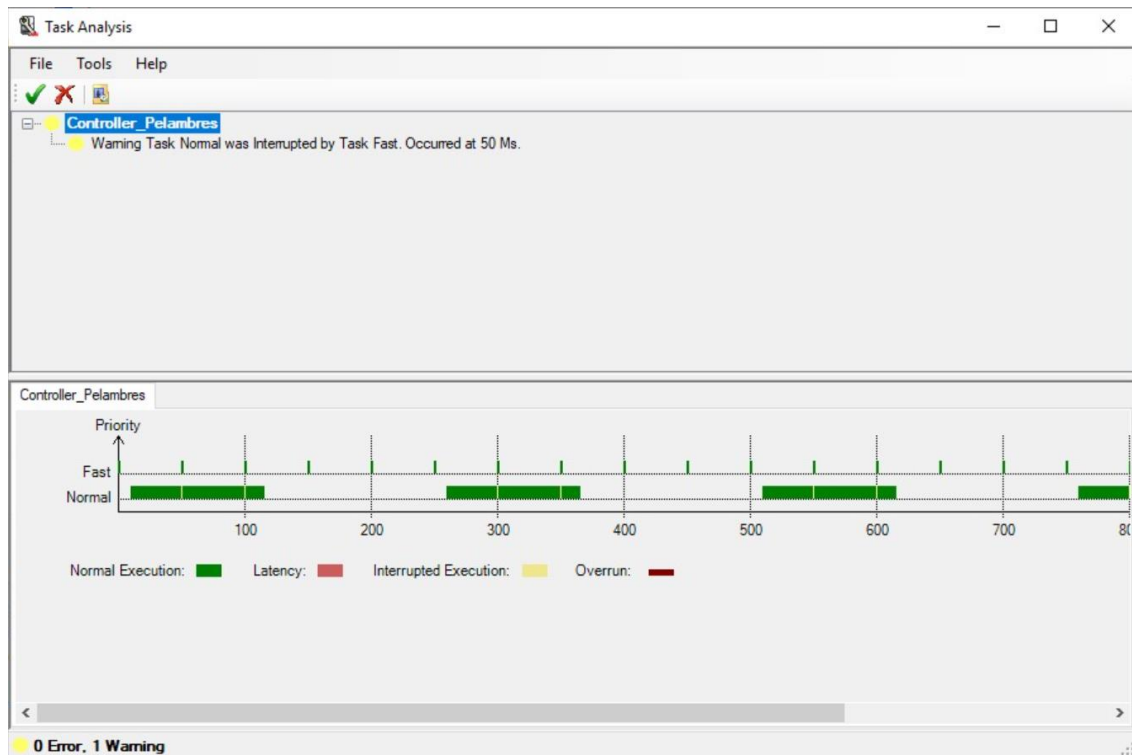 Task Analysis
File Tools Help
Controller_Pelambres
Warning Task Normal was Interrupted by Task Fast. Occurred at 50 Ms.
Controller_Pelambres
Priority
Fast
Normal
100 200 300 400 500 600 700 80
Normal Execution: Latency: Interrupted Execution: Overrun:
0 Error, 1 Warning